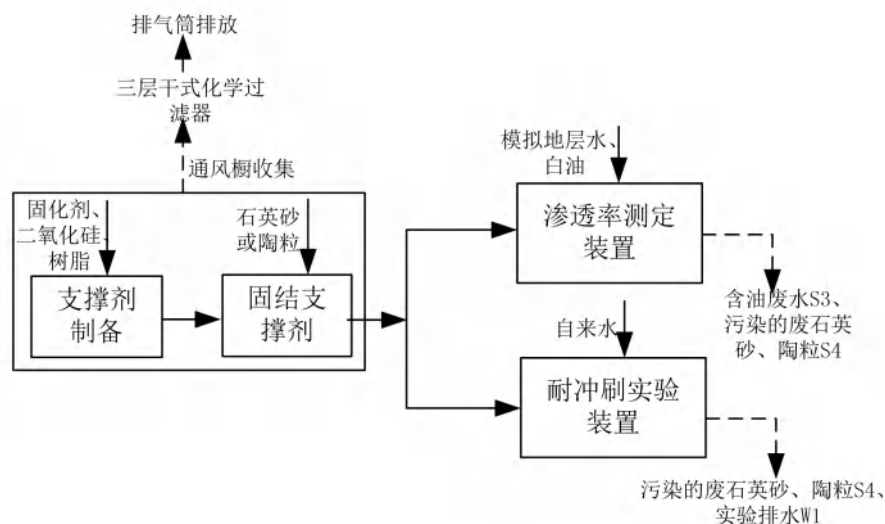 排气筒排放
三层干式化学过
滤器
通风橱收集
固化剂、
二氧化硅、
树脂
石英砂
或陶粒
支撑剂
制备
固结支
撑剂
模拟地层水、
白油
渗透率测定
装置
含油废水S3、
污染的废石英
砂、陶粒S4
自来水
耐冲刷实验
装置
污染的废石英砂、陶粒S4、
实验排水W1